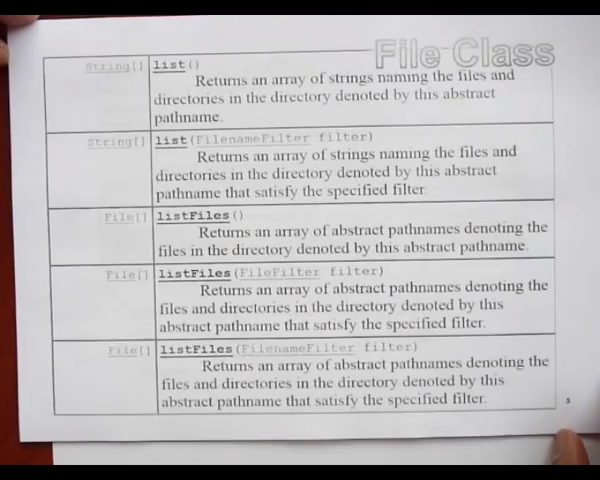 File Class
String[] list()
Returns an array of strings naming the files and
directories in the directory denoted by this abstract
pathname.
String[] list(FilenameFilter filter)
Returns an array of strings naming the files and
directories in the directory denoted by this abstract
pathname that satisfy the specified filter.
File[] listFiles()
Returns an array of abstract pathnames denoting the
files in the directory denoted by this abstract pathname.
File[] listFiles(FileFilter filter)
Returns an array of abstract pathnames denoting the
files and directories in the directory denoted by this
abstract pathname that satisfy the specified filter.
File[] listFiles(FilenameFilter filter)
Returns an array of abstract pathnames denoting the
files and directories in the directory denoted by this
abstract pathname that satisfy the specified filter.